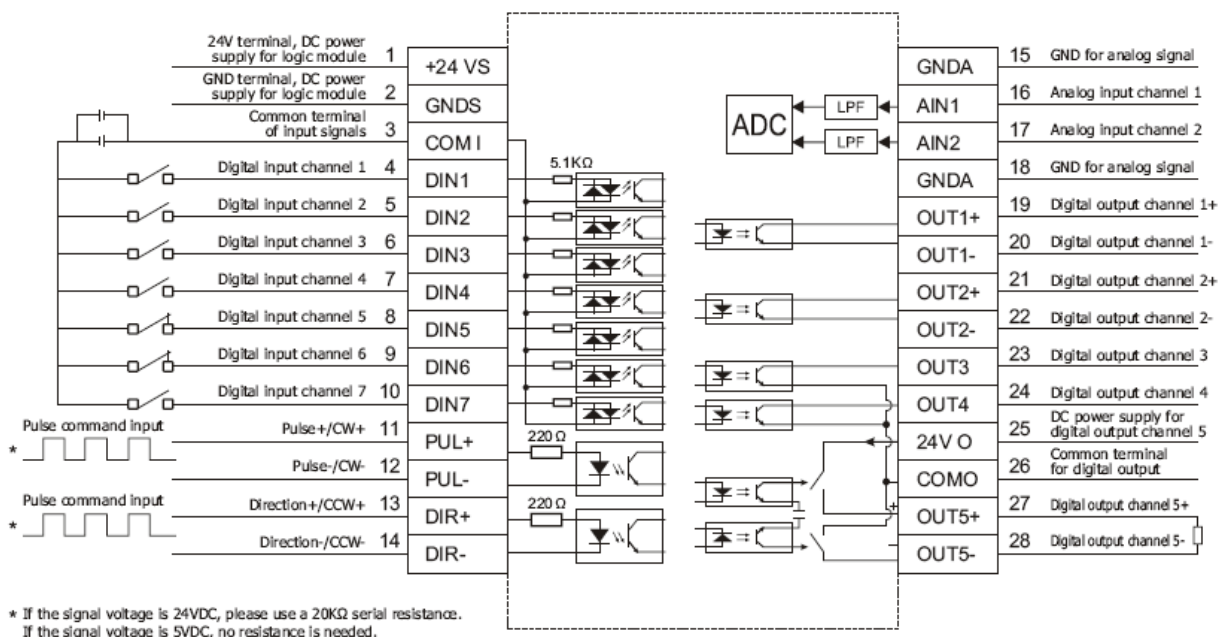 24V terminal, DC power
supply for logic module 1
+24 VS
GND terminal, DC power
supply for logic module 2
GNDS
Common terminal
of input signals 3
COM I
Digital input channel 1 4
DIN1
Digital input channel 2 5
DIN2
Digital input channel 3 6
DIN3
Digital input channel 4 7
DIN4
Digital input channel 5 8
DIN5
Digital input channel 6 9
DIN6
Digital input channel 7 10
DIN7
Pulse command input
*
Pulse+/CW+ 11
PUL+
Pulse-/CW- 12
PUL-
Pulse command input
*
Direction+/CCW+ 13
DIR+
Direction-/CCW- 14
DIR-
5.1KΩ
220 Ω
220 Ω
ADC
LPF
LPF
+
-
GNDA
15 GND for analog signal
AIN1
16 Analog input channel 1
AIN2
17 Analog input channel 2
GNDA
18 GND for analog signal
OUT1+
19 Digital output channel 1+
OUT1-
20 Digital output channel 1-
OUT2+
21 Digital output channel 2+
OUT2-
22 Digital output channel 2-
OUT3
23 Digital output channel 3
OUT4
24 Digital output channel 4
24V O
25 DC power supply for
digital output channel 5
COMO
26 Common terminal
for digital output
OUT5+
27 Digital output channel 5+
OUT5-
28 Digital output channel 5-
* If the signal voltage is 24VDC, please use a 20KΩ serial resistance.
If the signal voltage is 5VDC, no resistance is needed.